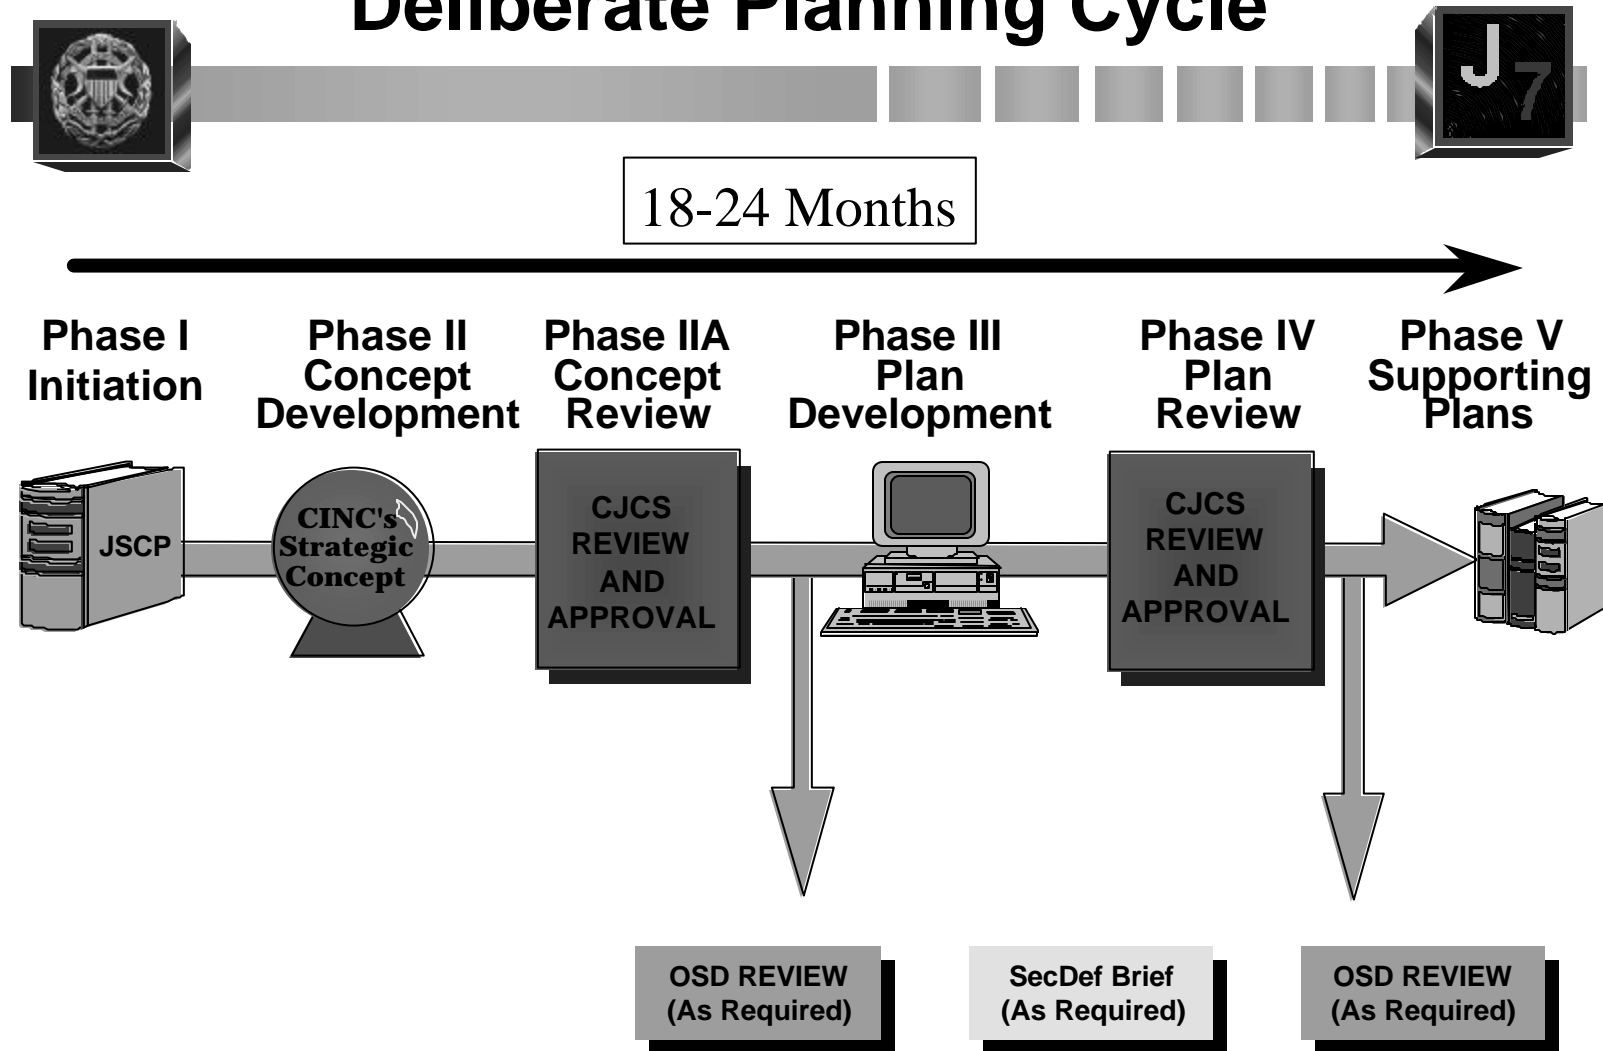 Deliberate Planning Cycle
J7
18-24 Months
Phase I
Initiation
Phase II
Concept
Development
Phase IIA
Concept
Review
Phase III
Plan
Development
Phase IV
Plan
Review
Phase V
Supporting
Plans
JSCP
CINC's
Strategic
Concept
CJCS
REVIEW
AND
APPROVAL
CJCS
REVIEW
AND
APPROVAL
OSD REVIEW
(As Required)
SecDef Brief
(As Required)
OSD REVIEW
(As Required)